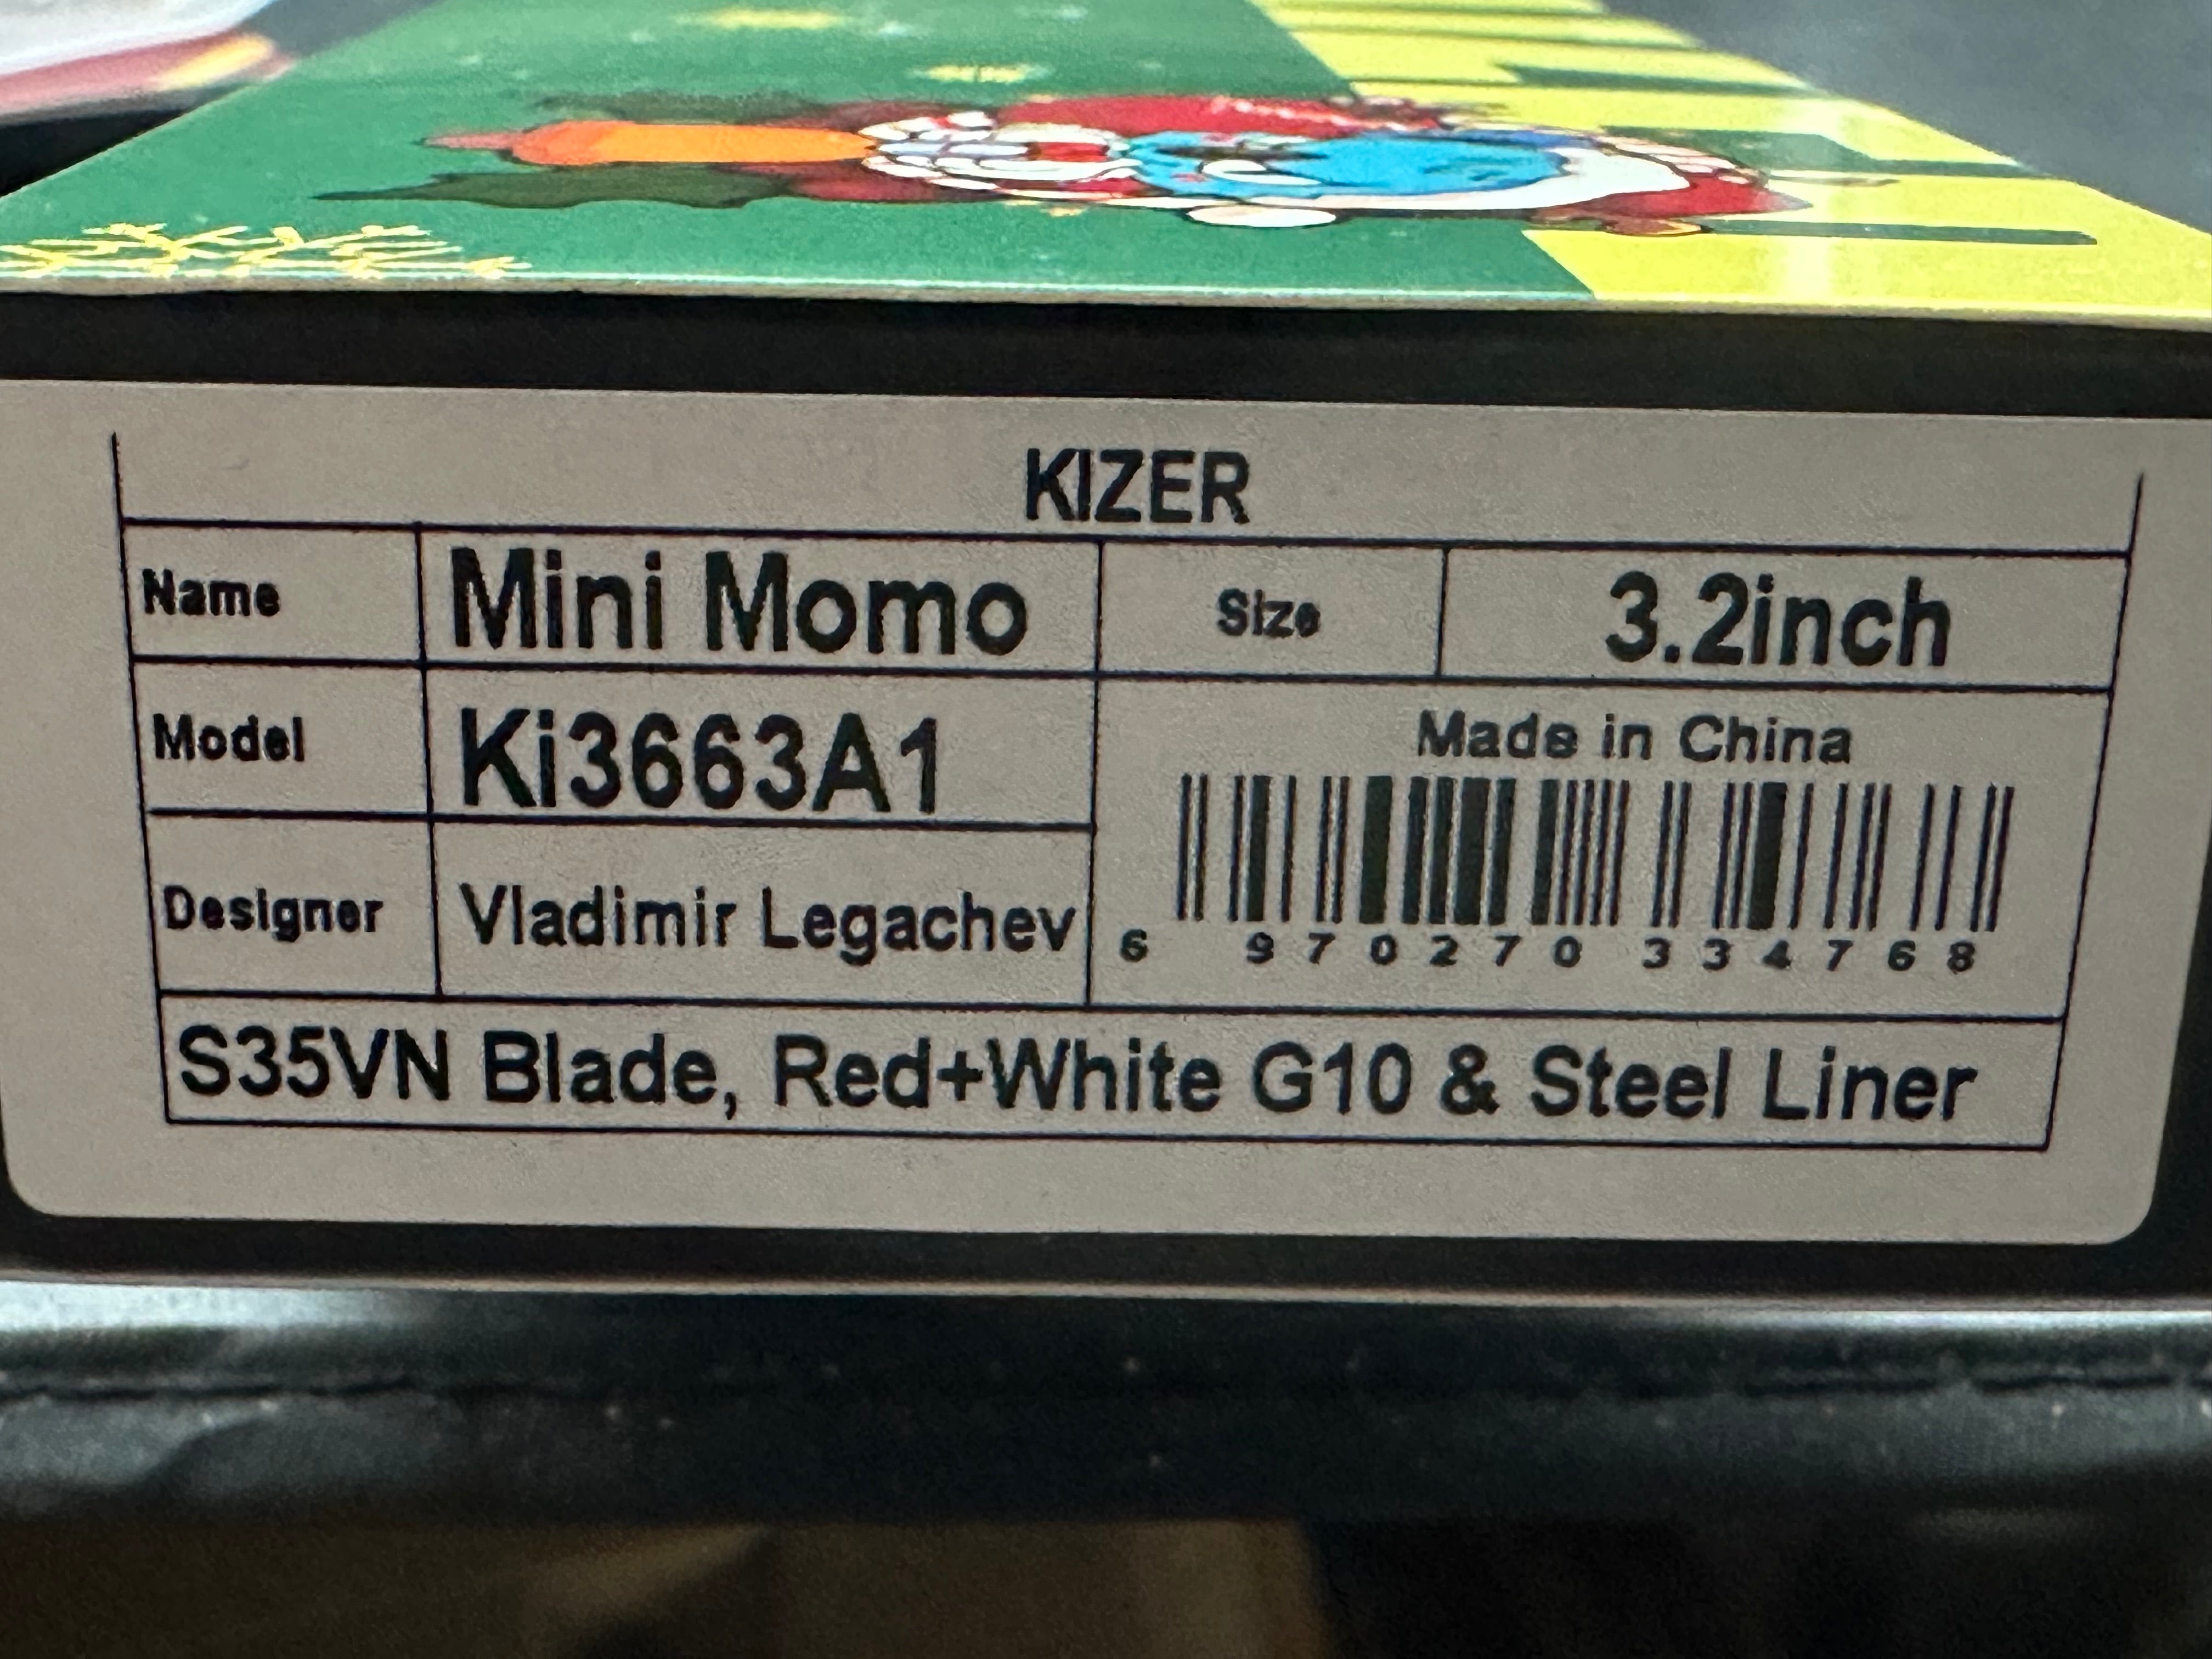 KIZER
Name Mini Momo Size 3.2inch
Model Ki3663A1
Made in China
Designer Vladimir Legachev
6 970270 334768
S35VN Blade, Red+White G10 & Steel Liner